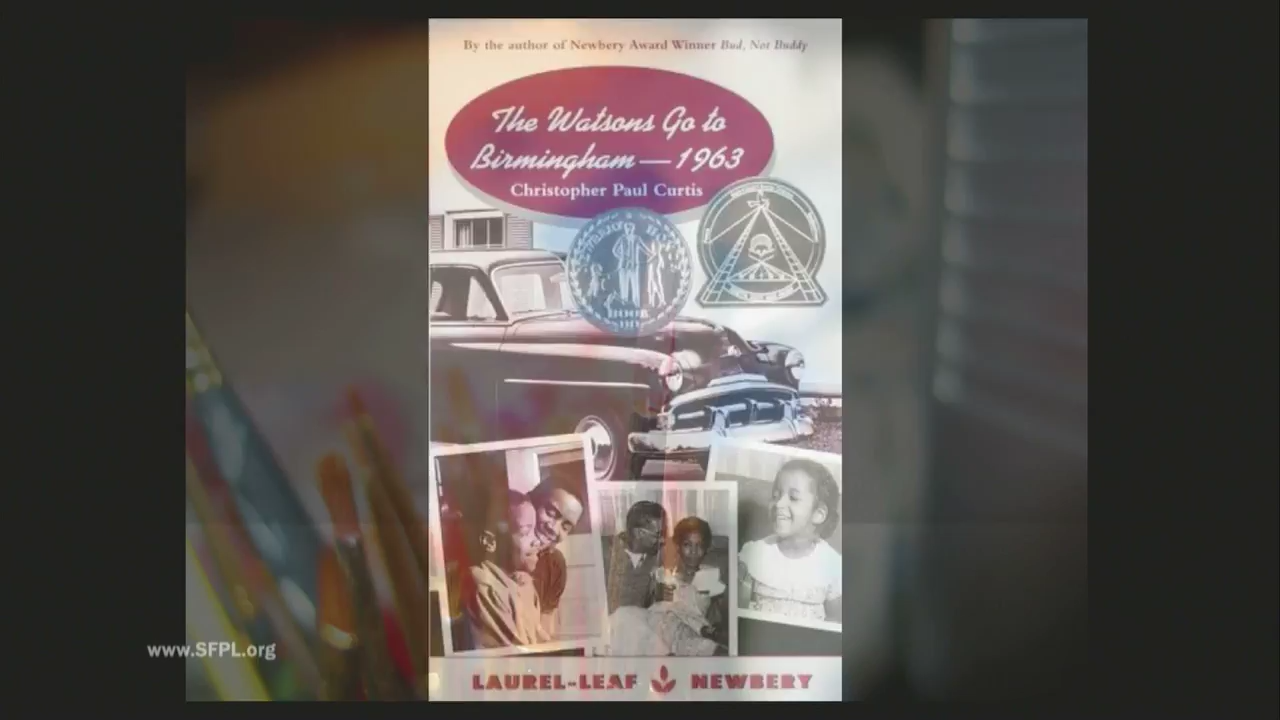 By the author of Newbery Award Winner Bud, Not Buddy
The Watsons Go to
Birmingham — 1963
Christopher Paul Curtis
www.SFPL.org
LAUREL-LEAF NEWBERY